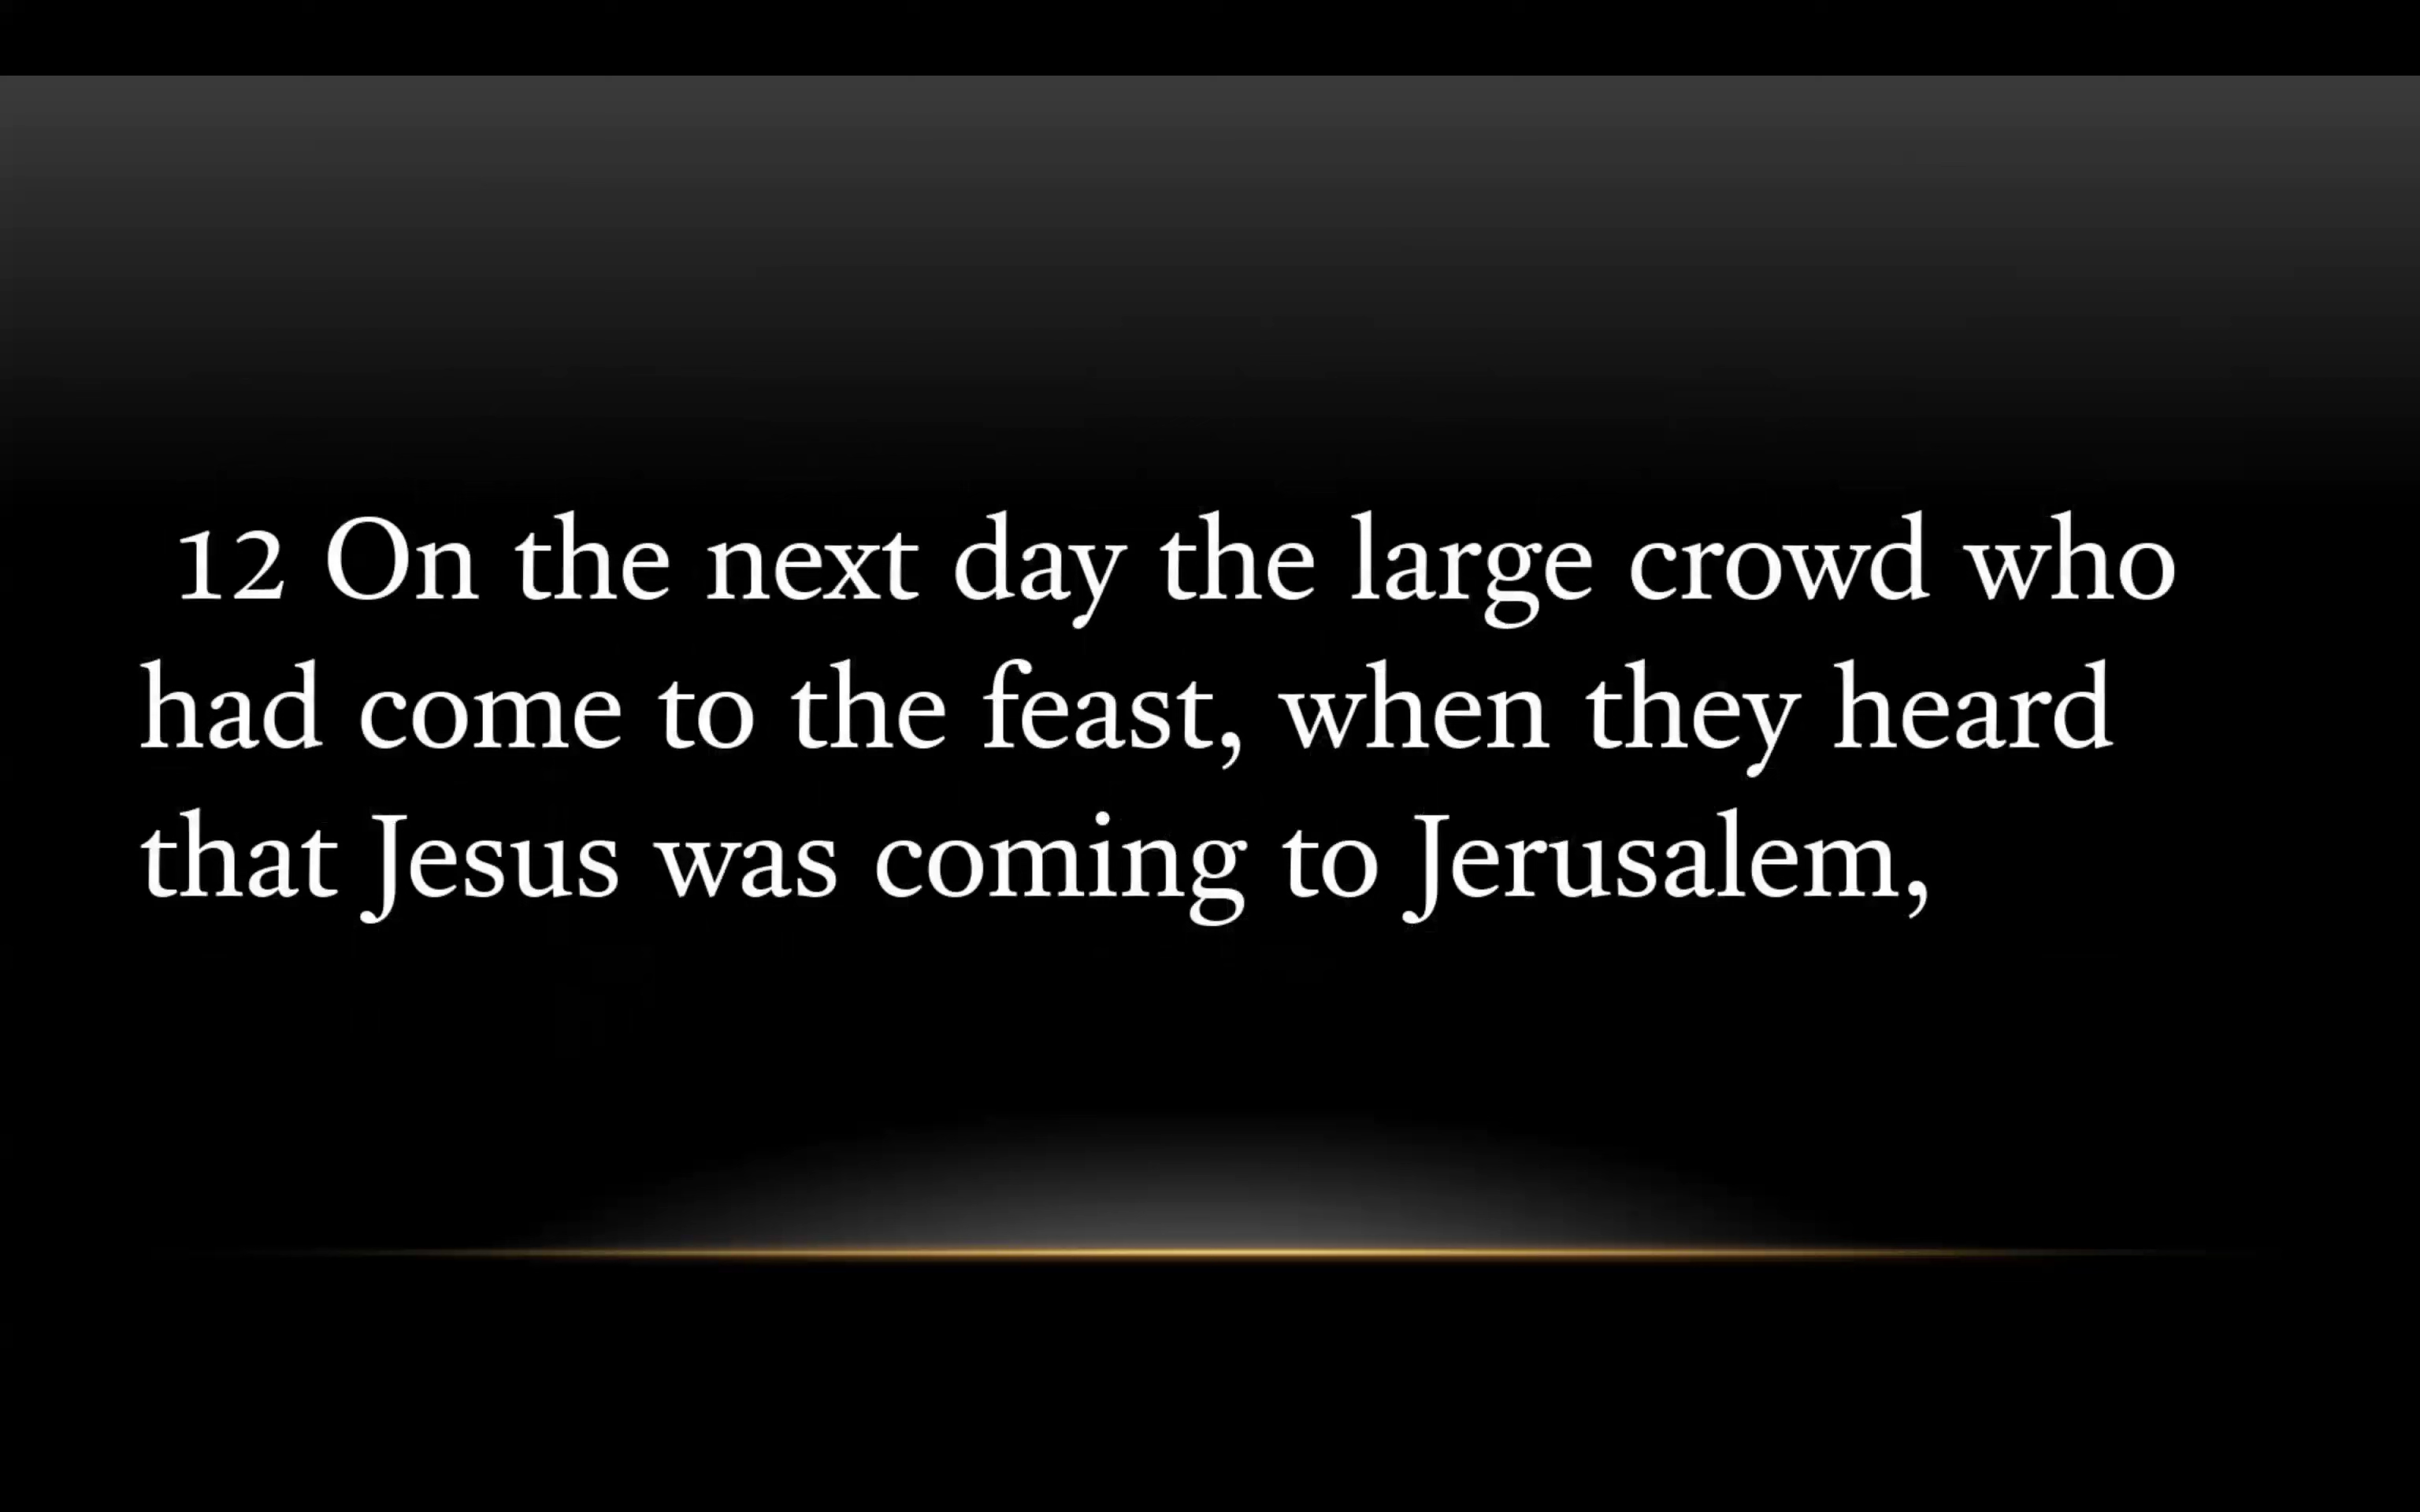 12 On the next day the large crowd who
had come to the feast, when they heard
that Jesus was coming to Jerusalem,